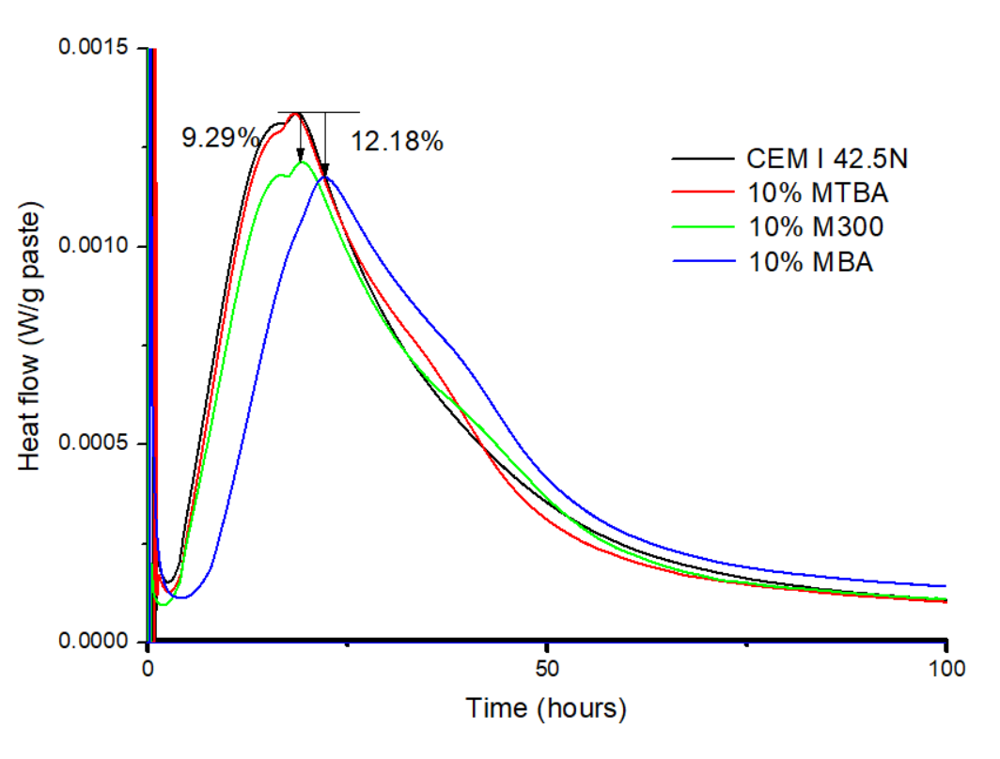 0.0015
9.29%
12.18%
CEM I 42.5N
10% MTBA
10% M300
10% MBA
0.0010
Heat flow (W/g paste)
0.0005
0.0000
0
50
100
Time (hours)